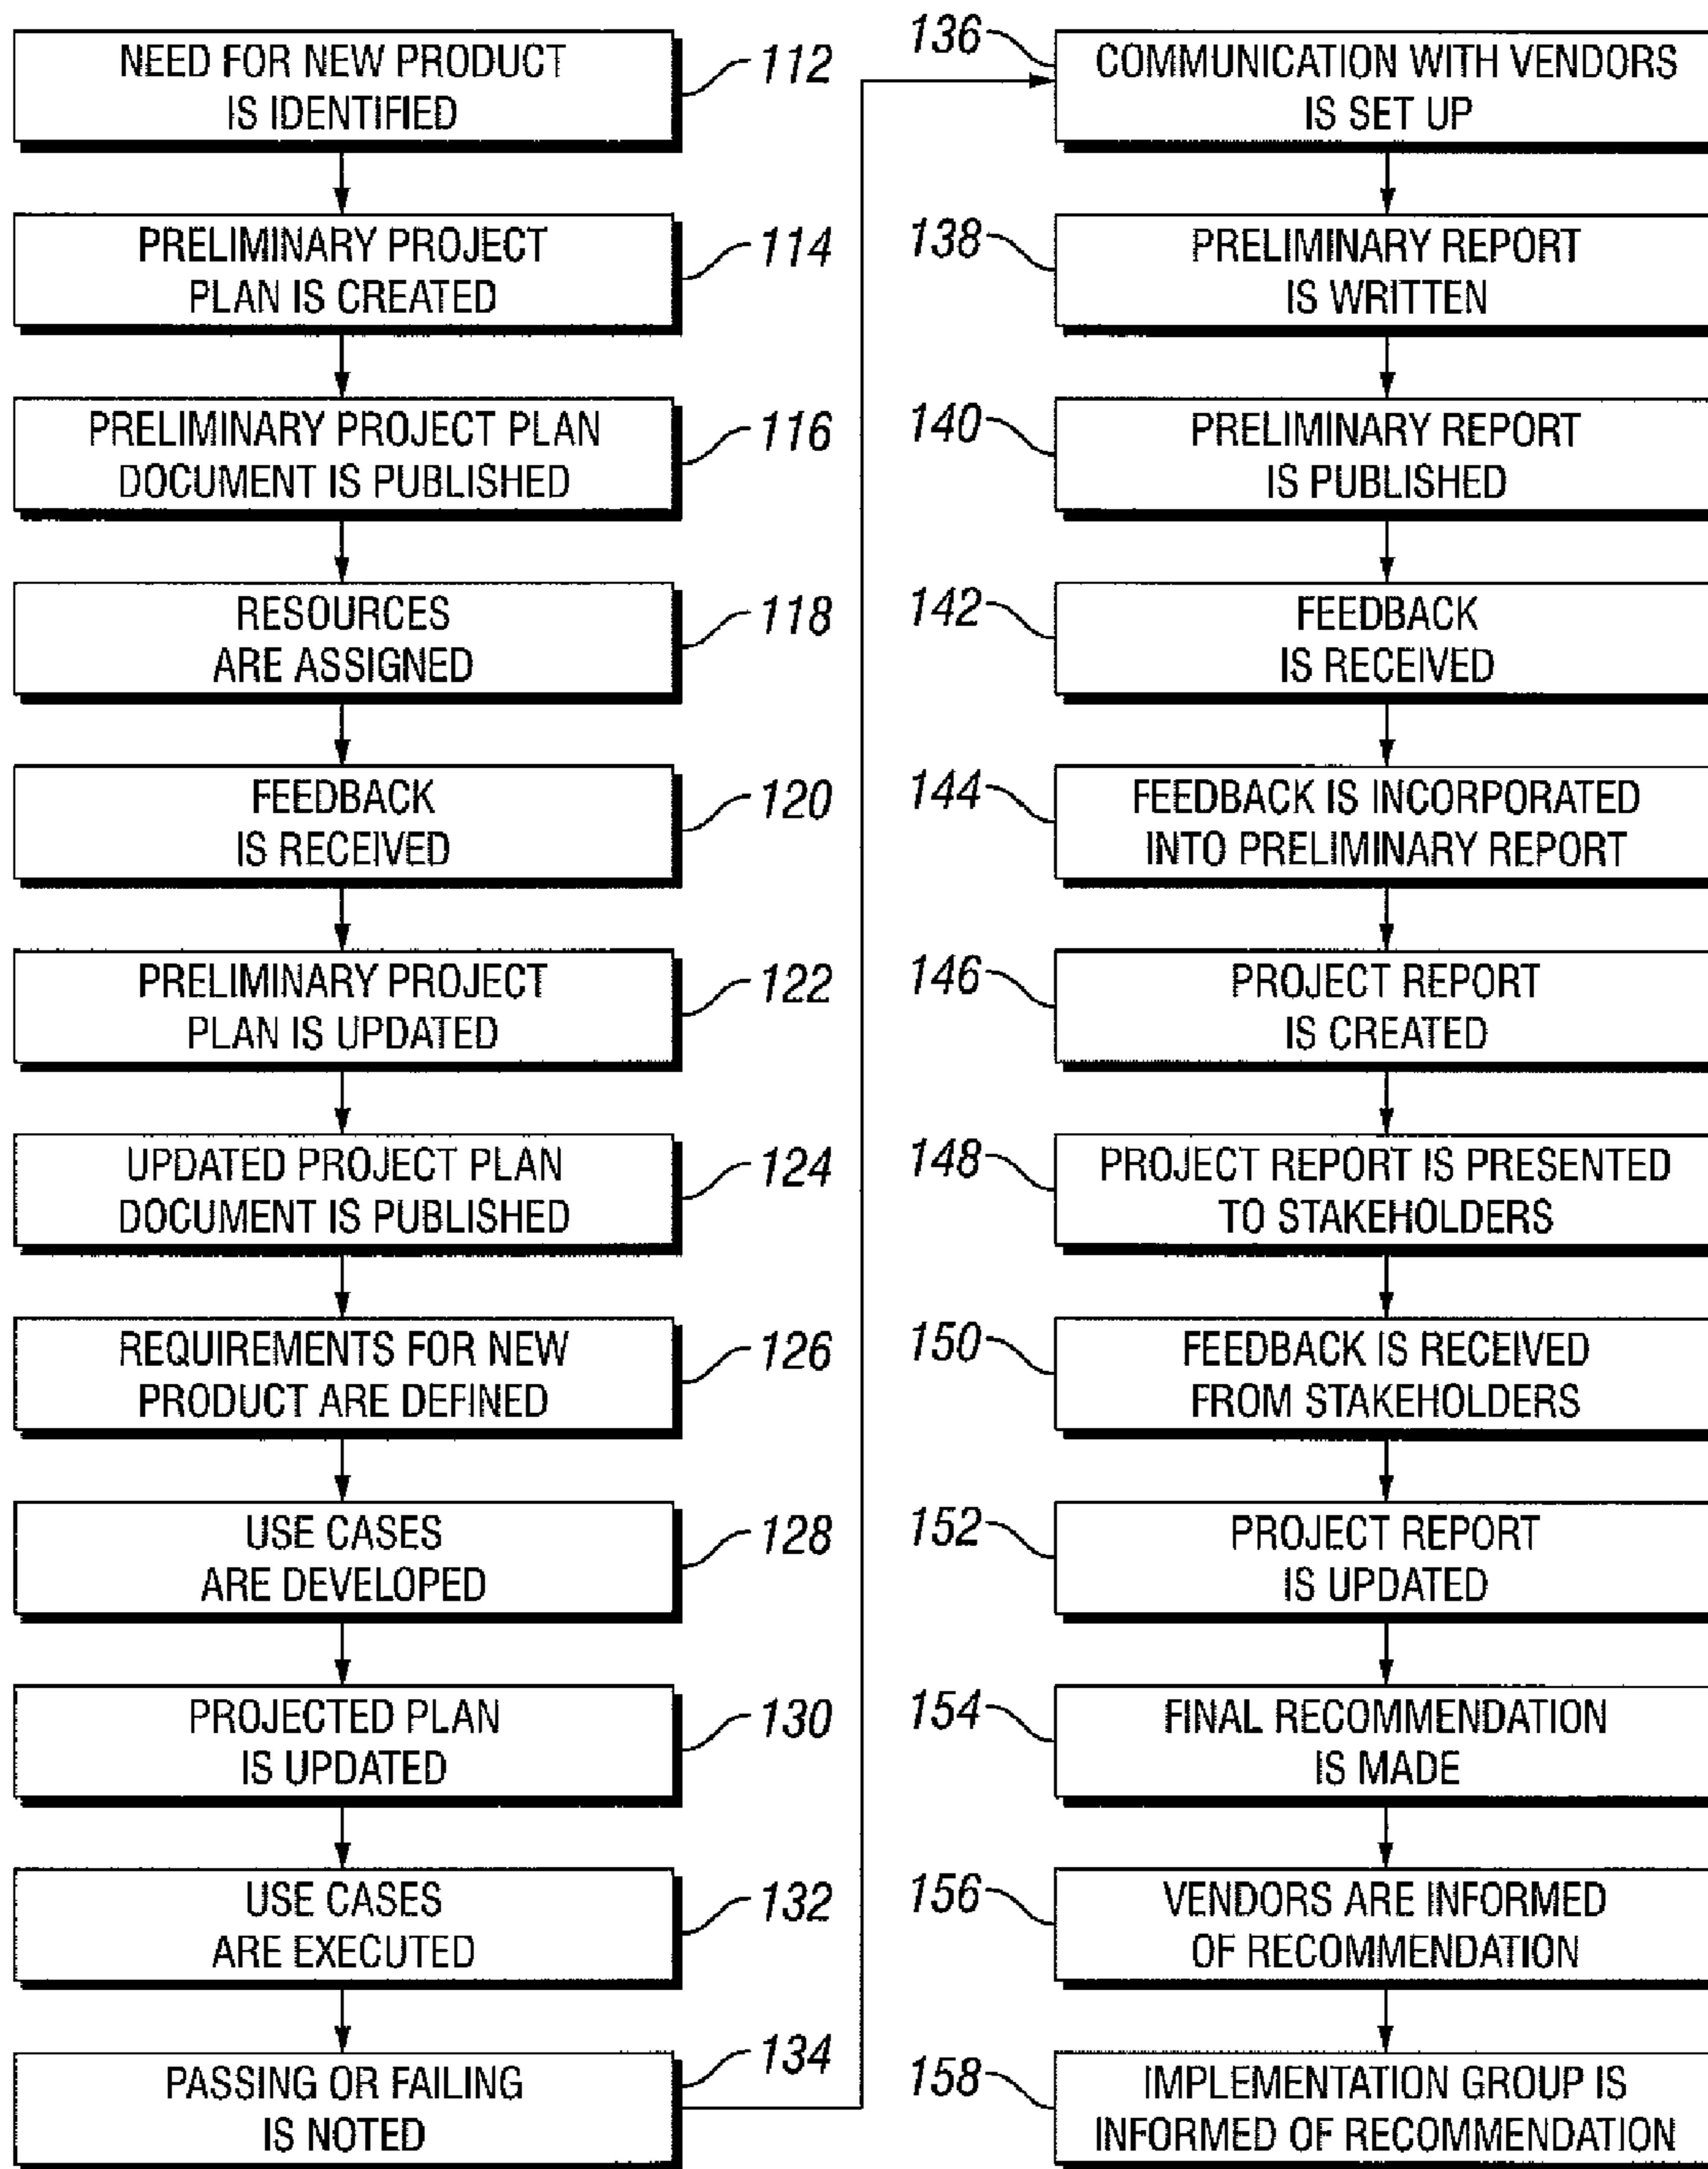 NEED FOR NEW PRODUCT
IS IDENTIFIED
112
PRELIMINARY PROJECT
PLAN IS CREATED
114
PRELIMINARY PROJECT PLAN
DOCUMENT IS PUBLISHED
116
RESOURCES
ARE ASSIGNED
118
FEEDBACK
IS RECEIVED
120
PRELIMINARY PROJECT
PLAN IS UPDATED
122
UPDATED PROJECT PLAN
DOCUMENT IS PUBLISHED
124
REQUIREMENTS FOR NEW
PRODUCT ARE DEFINED
126
USE CASES
ARE DEVELOPED
128
PROJECTED PLAN
IS UPDATED
130
USE CASES
ARE EXECUTED
132
PASSING OR FAILING
IS NOTED
134
136
COMMUNICATION WITH VENDORS
IS SET UP
138
PRELIMINARY REPORT
IS WRITTEN
140
PRELIMINARY REPORT
IS PUBLISHED
142
FEEDBACK
IS RECEIVED
144
FEEDBACK IS INCORPORATED
INTO PRELIMINARY REPORT
146
PROJECT REPORT
IS CREATED
148
PROJECT REPORT IS PRESENTED
TO STAKEHOLDERS
150
FEEDBACK IS RECEIVED
FROM STAKEHOLDERS
152
PROJECT REPORT
IS UPDATED
154
FINAL RECOMMENDATION
IS MADE
156
VENDORS ARE INFORMED
OF RECOMMENDATION
158
IMPLEMENTATION GROUP IS
INFORMED OF RECOMMENDATION